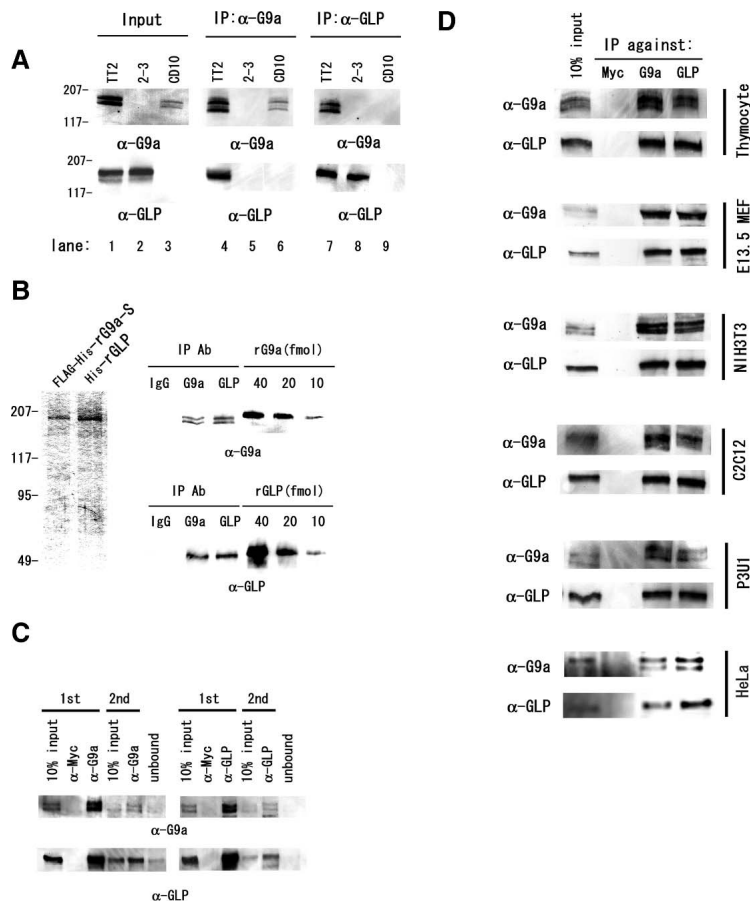 A
Input
IP:α-G9a
IP:α-GLP
TT2
2-3
CD10
TT2
2-3
CD10
TT2
2-3
CD10
207-
117-
α-G9a
α-G9a
α-G9a
207-
117-
α-GLP
α-GLP
α-GLP
lane: 1 2 3 4 5 6 7 8 9
B
FLAG-His-rG9a-S
His-rGLP
207-
117-
95-
49-
IP Ab
rG9a(fmol)
IgG G9a GLP 40 20 10
α-G9a
IP Ab
rGLP(fmol)
IgG G9a GLP 40 20 10
α-GLP
C
1st 2nd 1st 2nd
10% input
α-Myc
α-G9a
10% input
α-G9a
unbound
10% input
α-Myc
α-GLP
10% input
α-GLP
unbound
α-G9a
α-GLP
D
10% input
IP against:
Myc G9a GLP
α-G9a
α-GLP
Thymocyte
α-G9a
α-GLP
E13.5 MEF
α-G9a
α-GLP
NIH3T3
α-G9a
α-GLP
C2C12
α-G9a
α-GLP
P3U1
α-G9a
α-GLP
HeLa